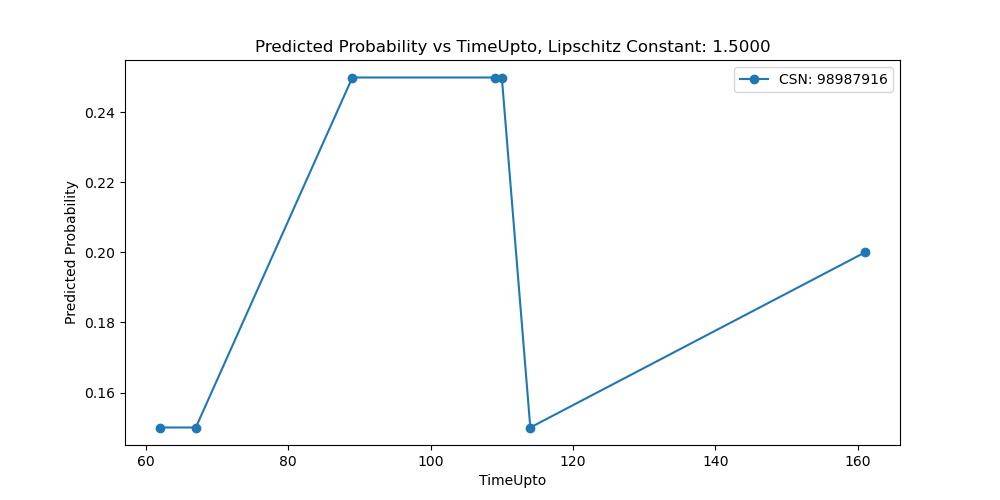 Predicted Probability vs TimeUpto, Lipschitz Constant: 1.5000
CSN: 98987916
Predicted Probability
0.24
0.22
0.20
0.18
0.16
60 80 100 120 140 160
TimeUpto